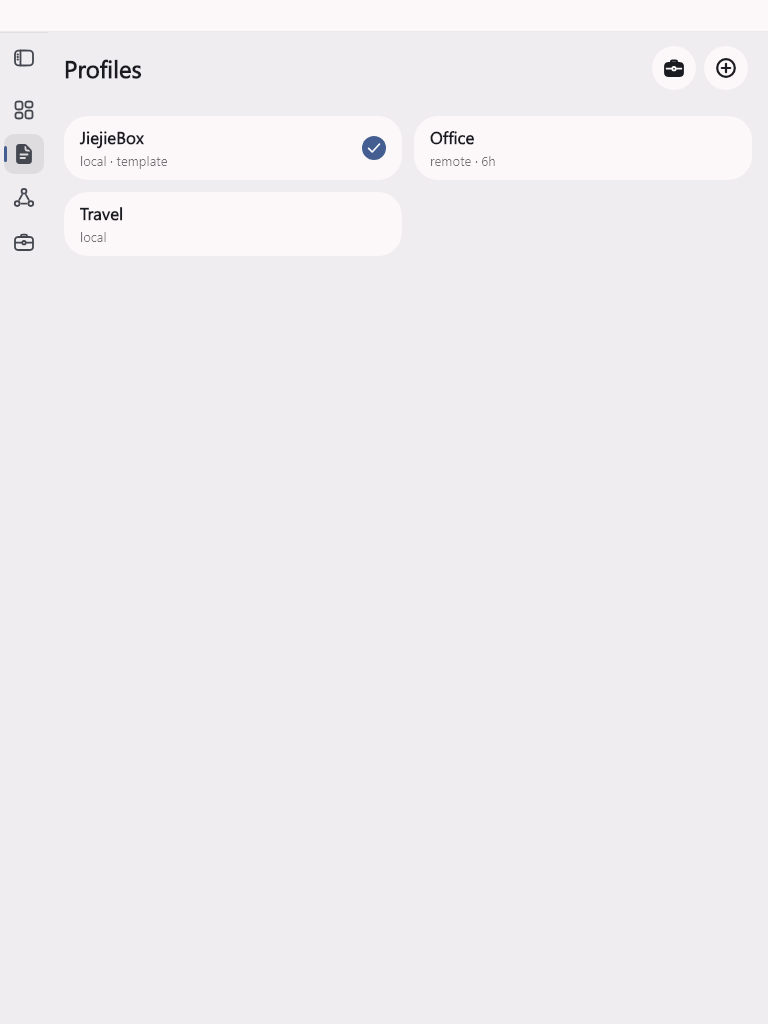 Profiles
JiejieBox
local · template
Office
remote · 6h
Travel
local